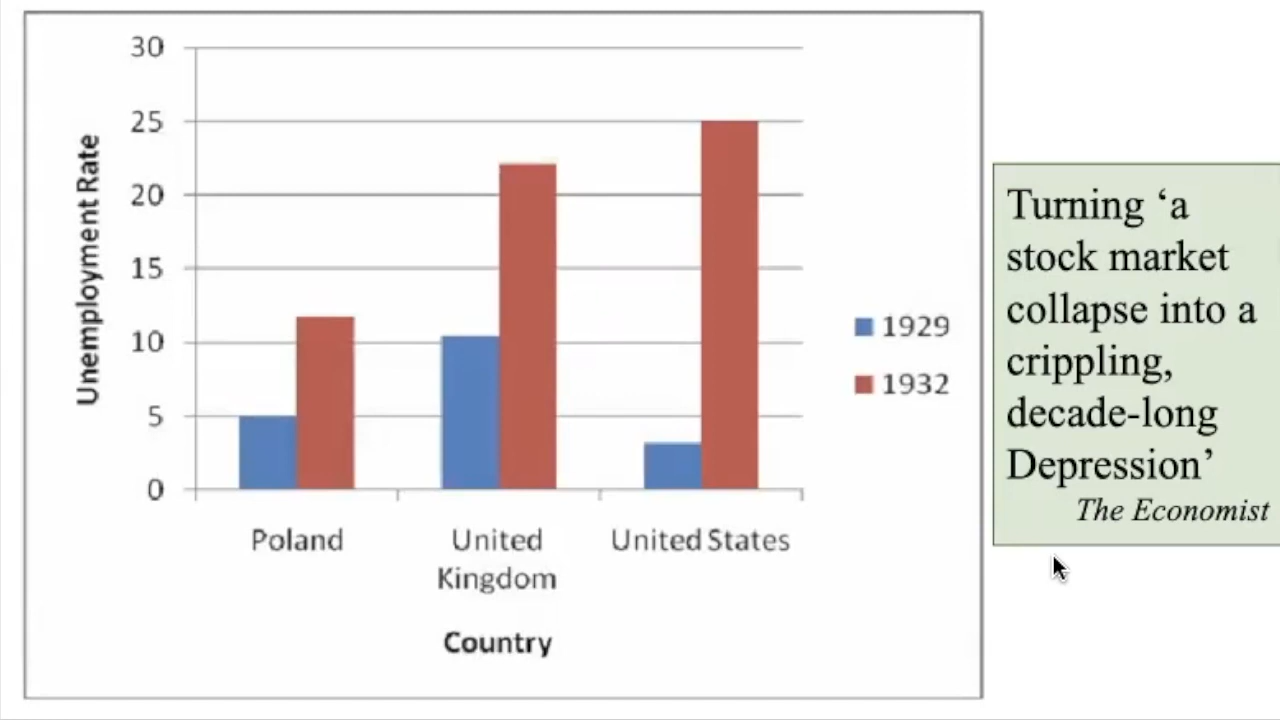 30
25
20
15
10
5
0
Unemployment Rate
Poland
United
Kingdom
United States
Country
1929
1932
Turning ‘a
stock market
collapse into a
crippling,
decade-long
Depression’
The Economist